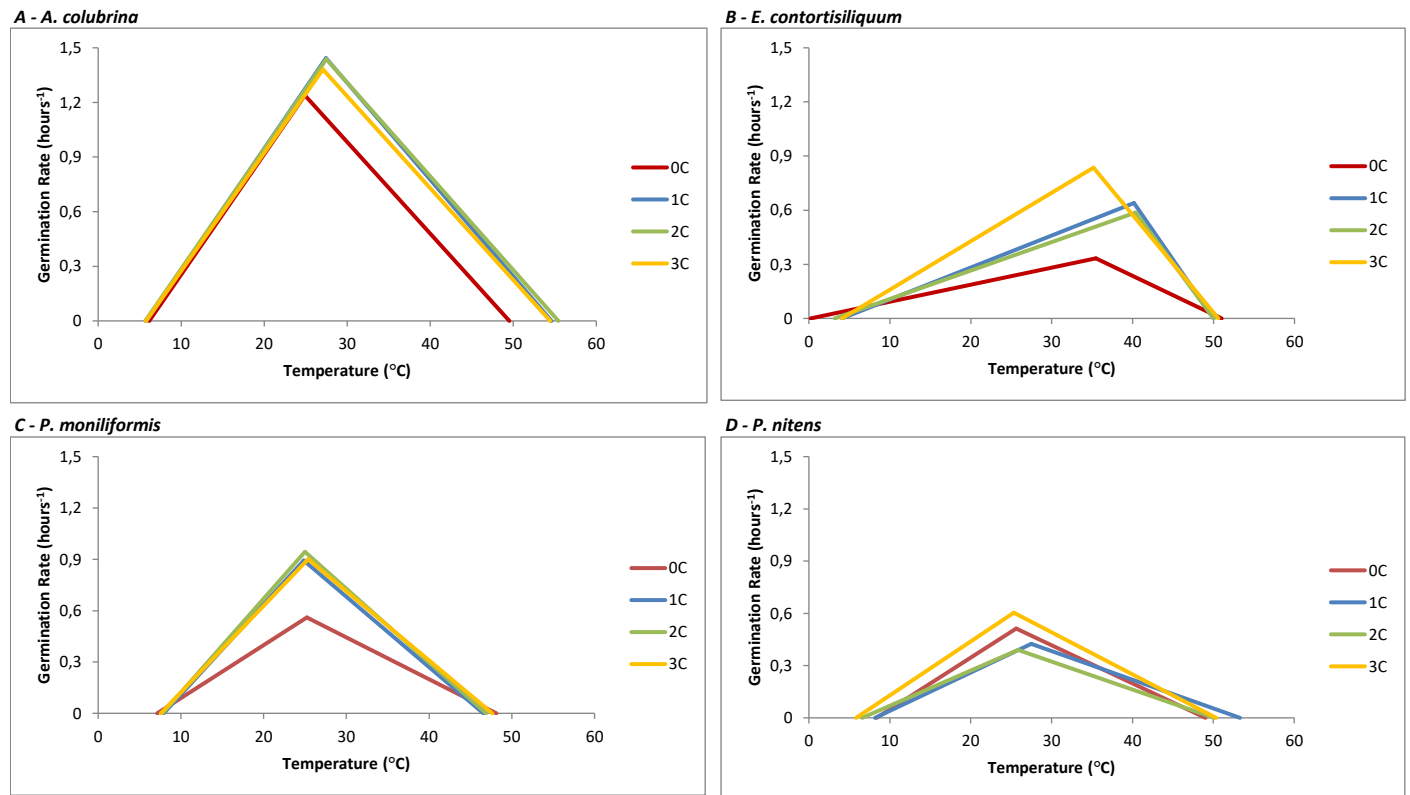 A - A. colubrina
Germination Rate (hours-1)
1,5
1,2
0,9
0,6
0,3
0
0 10 20 30 40 50 60
Temperature (°C)
0C
1C
2C
3C
B - E. contortisiliquum
Germination Rate (hours-1)
1,5
1,2
0,9
0,6
0,3
0
0 10 20 30 40 50 60
Temperature (°C)
0C
1C
2C
3C
C - P. moniliformis
Germination Rate (hours-1)
1,5
1,2
0,9
0,6
0,3
0
0 10 20 30 40 50 60
Temperature (°C)
0C
1C
2C
3C
D - P. nitens
Germination Rate (hours-1)
1,5
1,2
0,9
0,6
0,3
0
0 10 20 30 40 50 60
Temperature (°C)
0C
1C
2C
3C